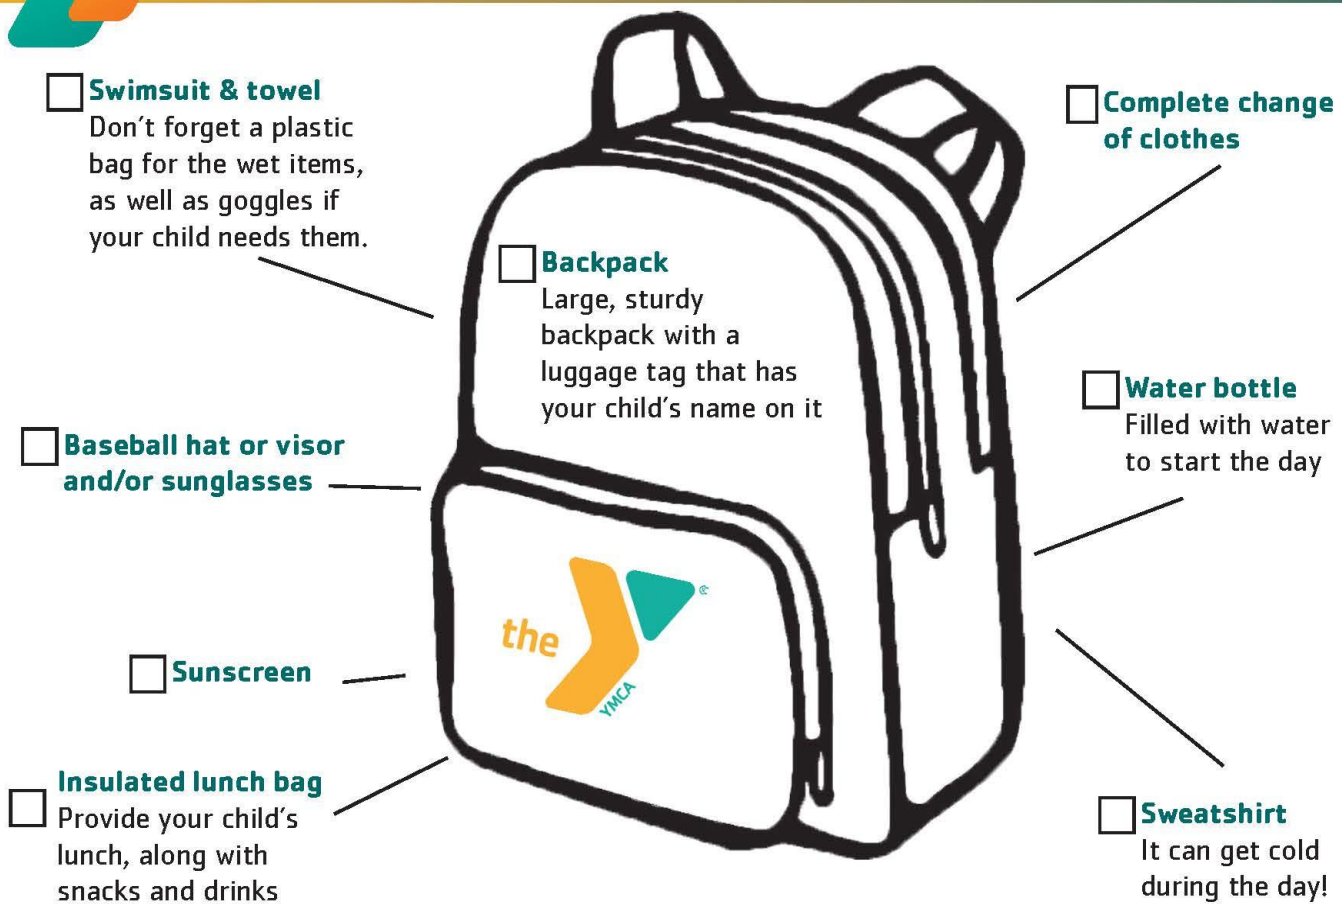 Swimsuit & towel
Don't forget a plastic
bag for the wet items,
as well as goggles if
your child needs them.
Backpack
Large, sturdy
backpack with a
luggage tag that has
your child's name on it
Complete change
of clothes
Water bottle
Filled with water
to start the day
Baseball hat or visor
and/or sunglasses
the
YMCA
®
Sunscreen
Insulated lunch bag
Provide your child's
lunch, along with
snacks and drinks
Sweatshirt
It can get cold
during the day!